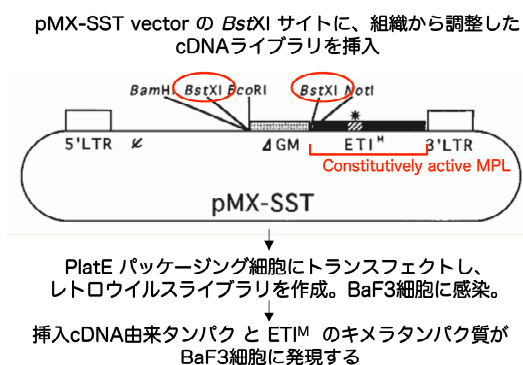 pMX-SST vector の BstXI サイトに、組織から調整した
cDNAライブラリを挿入
BamHI BstXI EcoRI BstXI NotI
5'LTR ΔGM ETIᴹ 3'LTR
Constitutively active MPL
pMX-SST
PlatE パッケージング細胞にトランスフェクトし、
レトロウイルスライブラリを作成。BaF3細胞に感染。
挿入cDNA由来タンパク と ETIᴹ のキメラタンパク質が
BaF3細胞に発現する